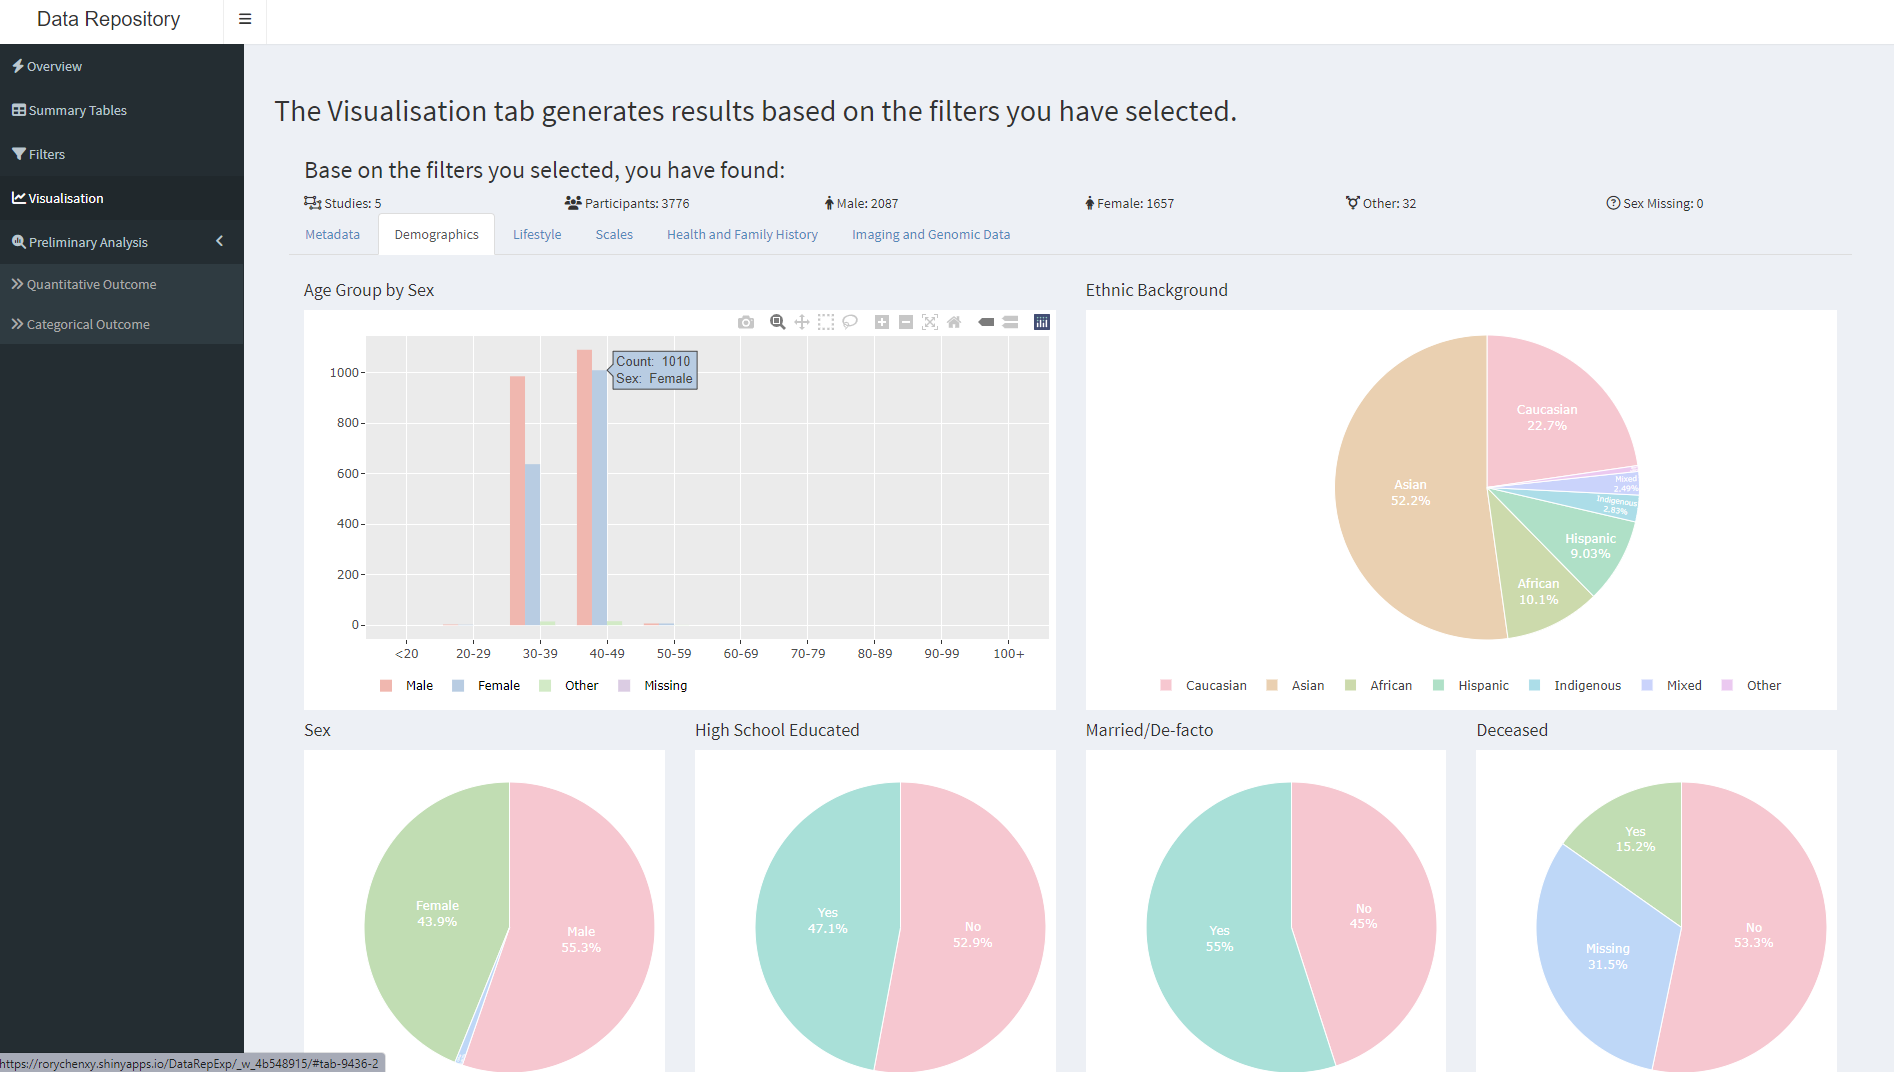 Data Repository
Overview
Summary Tables
Filters
Visualisation
Preliminary Analysis
Quantitative Outcome
Categorical Outcome
The Visualisation tab generates results based on the filters you have selected.
Base on the filters you selected, you have found:
Studies: 5 Participants: 3776 Male: 2087 Female: 1657 Other: 32 Sex Missing: 0
Metadata Demographics Lifestyle Scales Health and Family History Imaging and Genomic Data
Age Group by Sex
Count: 1010
Sex: Female
1000
800
600
400
200
0
<20 20-29 30-39 40-49 50-59 60-69 70-79 80-89 90-99 100+
Male Female Other Missing
Ethnic Background
Caucasian
22.7%
Mixed
2.49%
Indigenous
2.83%
Asian
52.2%
Hispanic
9.03%
African
10.1%
Caucasian Asian African Hispanic Indigenous Mixed Other
Sex
Female
43.9%
Male
55.3%
High School Educated
Yes
47.1%
No
52.9%
Married/De-facto
Yes
55%
No
45%
Deceased
Yes
15.2%
No
53.3%
Missing
31.5%
https://rorychenxy.shinyapps.io/DataRepExp/_w_4b548915/#tab-9436-2